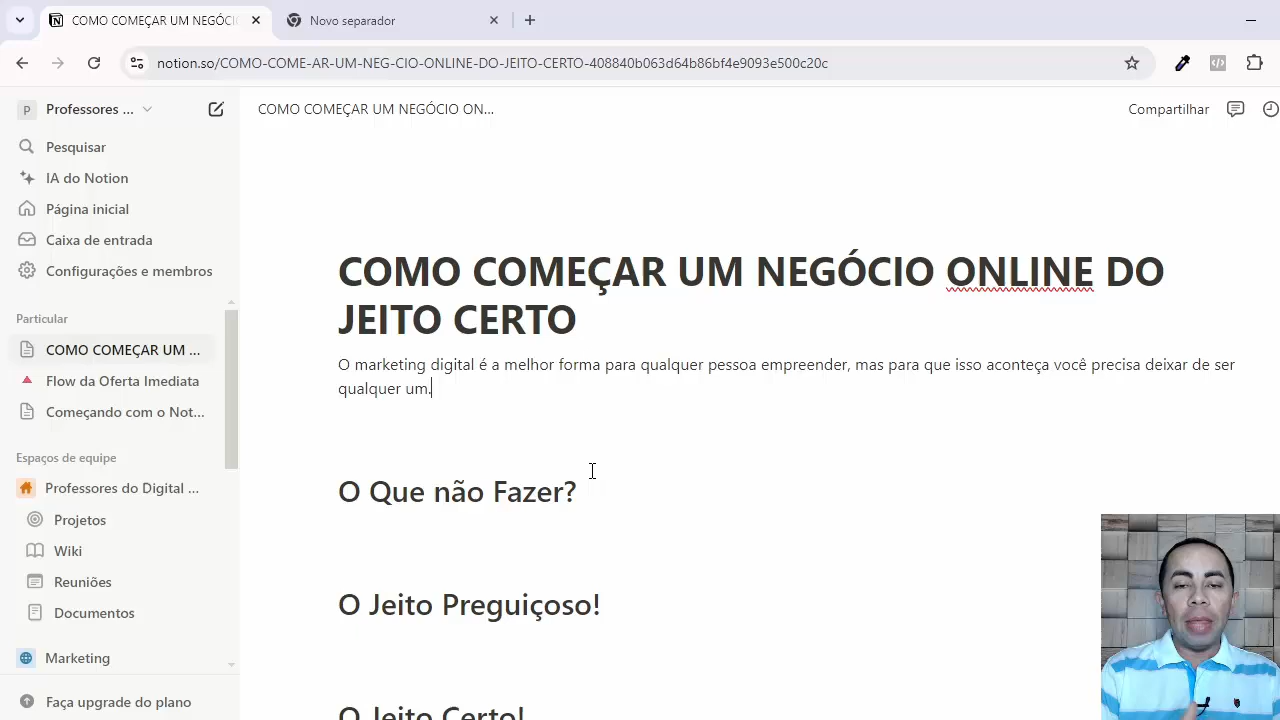 COMO COMEÇAR UM NEGÓCI
Novo separador
notion.so/COMO-COME-AR-UM-NEG-CIO-ONLINE-DO-JEITO-CERTO-408840b063d64b86bf4e9093e500c20c
P Professores ...
COMO COMEÇAR UM NEGÓCIO ON...
Compartilhar
Pesquisar
IA do Notion
Página inicial
Caixa de entrada
Configurações e membros
Particular
COMO COMEÇAR UM ...
Flow da Oferta Imediata
Começando com o Not...
Espaços de equipe
Professores do Digital ...
Projetos
Wiki
Reuniões
Documentos
Marketing
Faça upgrade do plano
COMO COMEÇAR UM NEGÓCIO ONLINE DO
JEITO CERTO
O marketing digital é a melhor forma para qualquer pessoa empreender, mas para que isso aconteça você precisa deixar de ser
qualquer um.
O Que não Fazer?
O Jeito Preguiçoso!
O Jeito Certo!